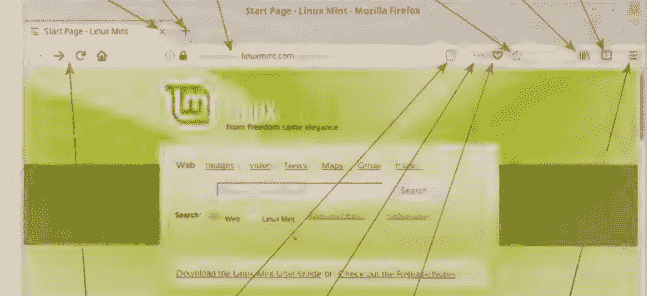 Start Page - Linux Mint - Mozilla Firefox
Start Page - Linux Mint
linuxmint.com
from freedom came elegance
Web Images Video News Maps Gmail more...
Search
Search: Web Linux Mint
Download the Linux Mint User Guide or Check out the Release Notes